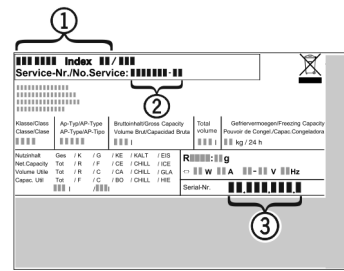 1
Index /
Service-Nr./No.Service: -
2
Klasse/Class Ap-Typ/AP-Type Bruttoinhalt/Gross Capacity Total Gefriervermoegen/Freezing Capacity
Classe/Clase AP-Type/AP-Tipo Volume Brut/Capacidad Bruta volume Pouvoir de Congel./Capac.Congeladora
l l kg / 24 h
Nutzinhalt Ges / K / G / KE / KALT / EIS
Net.Capacity Tot / R / F / CE / CHILL / ICE
Volume Utile Tot / R / C / CA / CHILL / GLA
Capac. Util Tot / F / C / BO / CHILL / HIE
l / l
R : g
W A - V Hz
Serial-Nr. . . .
3